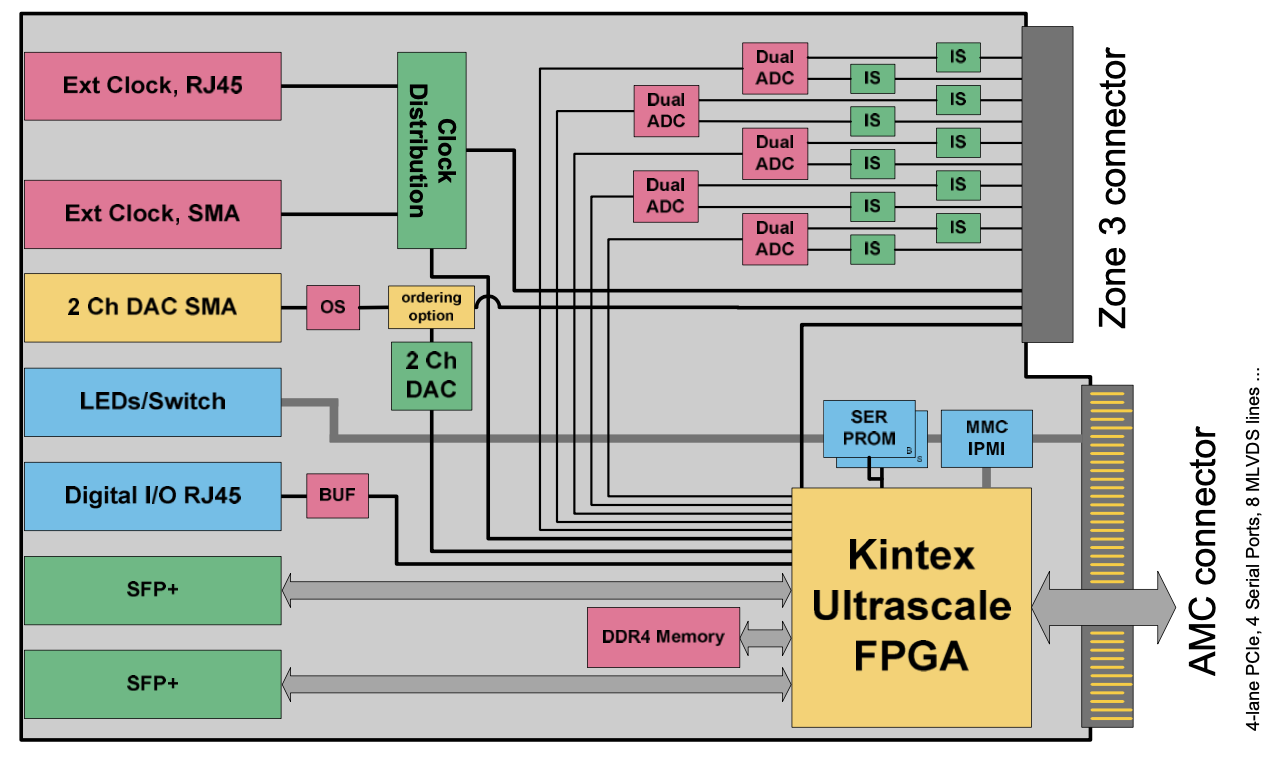 Ext Clock, RJ45
Ext Clock, SMA
2 Ch DAC SMA
LEDs/Switch
Digital I/O RJ45
SFP+
SFP+
Clock
Distribution
OS
ordering
option
2 Ch
DAC
BUF
DDR4 Memory
Dual
ADC
IS
IS
Dual
ADC
IS
IS
Dual
ADC
IS
IS
Dual
ADC
IS
IS
Dual
ADC
IS
IS
SER
PROM
B
S
MMC
IPMI
Kintex
Ultrascale
FPGA
Zone 3 connector
AMC connector
4-lane PCIe, 4 Serial Ports, 8 MLVDS lines ...